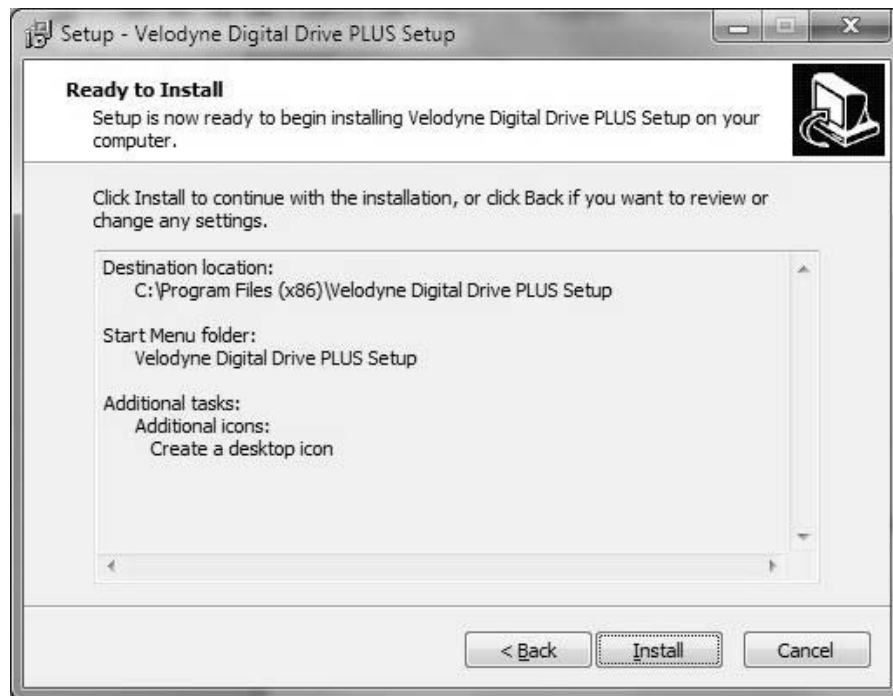 Setup - Velodyne Digital Drive PLUS Setup
Ready to Install
Setup is now ready to begin installing Velodyne Digital Drive PLUS Setup on your
computer.
Click Install to continue with the installation, or click Back if you want to review or
change any settings.
Destination location:
C:\Program Files (x86)\Velodyne Digital Drive PLUS Setup
Start Menu folder:
Velodyne Digital Drive PLUS Setup
Additional tasks:
Additional icons:
Create a desktop icon
< Back
Install
Cancel